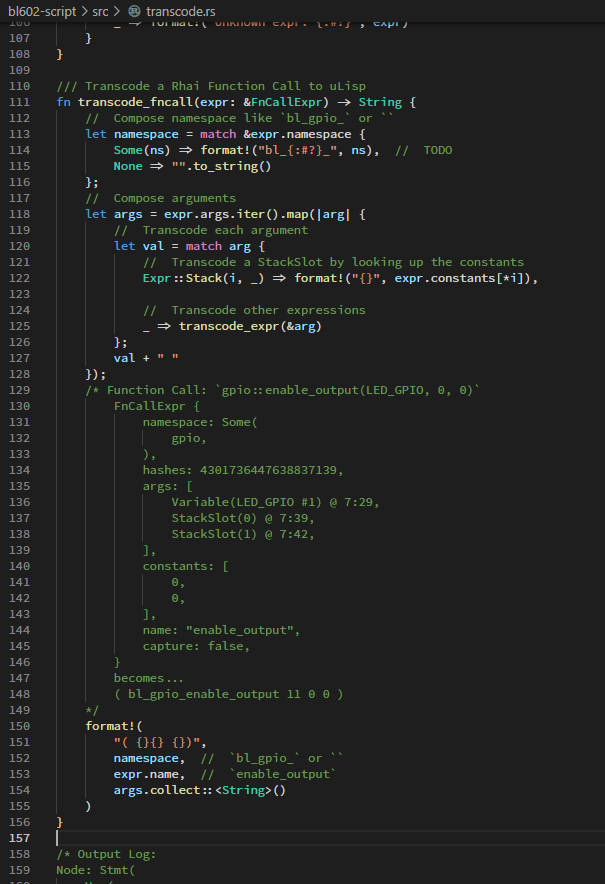 bl602-script > src > transcode.rs
106 _ => format!("Unknown expr: {:#?}", expr)
107 }
108 }
109
110 /// Transcode a Rhai Function Call to uLisp
111 fn transcode_fncall(expr: &FnCallExpr) -> String {
112 //  Compose namespace like `bl_gpio_` or ``
113 let namespace = match &expr.namespace {
114 Some(ns) => format!("bl_{:#?}_", ns),  //  TODO
115 None => "".to_string()
116 };
117 //  Compose arguments
118 let args = expr.args.iter().map(|arg| {
119 //  Transcode each argument
120 let val = match arg {
121 //  Transcode a StackSlot by looking up the constants
122 Expr::Stack(i, _) => format!("{}", expr.constants[*i]),
123
124 //  Transcode other expressions
125 _ => transcode_expr(&arg)
126 };
127 val + " "
128 });
129 /* Function Call: `gpio::enable_output(LED_GPIO, 0, 0)`
130 FnCallExpr {
131 namespace: Some(
132 gpio,
133 ),
134 hashes: 4301736447638837139,
135 args: [
136 Variable(LED_GPIO #1) @ 7:29,
137 StackSlot(0) @ 7:39,
138 StackSlot(1) @ 7:42,
139 ],
140 constants: [
141 0,
142 0,
143 ],
144 name: "enable_output",
145 capture: false,
146 }
147 becomes...
148 ( bl_gpio_enable_output 11 0 0 )
149 */
150 format!(
151 "( {}{} {})",
152 namespace,  //  `bl_gpio_` or ``
153 expr.name,  //  `enable_output`
154 args.collect::<String>()
155 )
156 }
157
158 /* Output Log:
159 Node: Stmt(